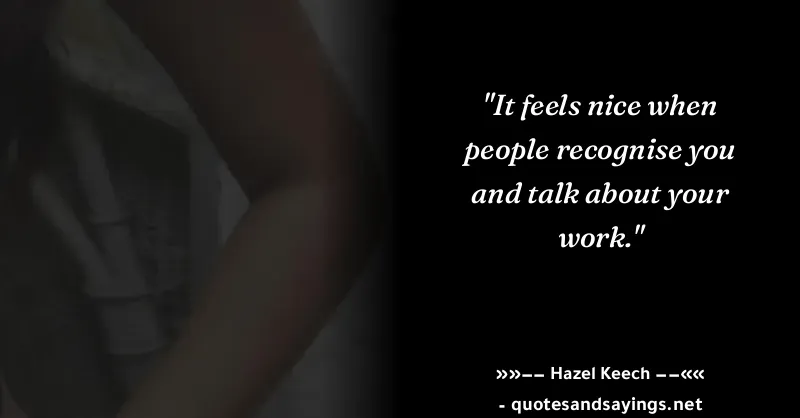 "It feels nice when
people recognise you
and talk about your
work."
»»–– Hazel Keech ––««
- quotesandsayings.net